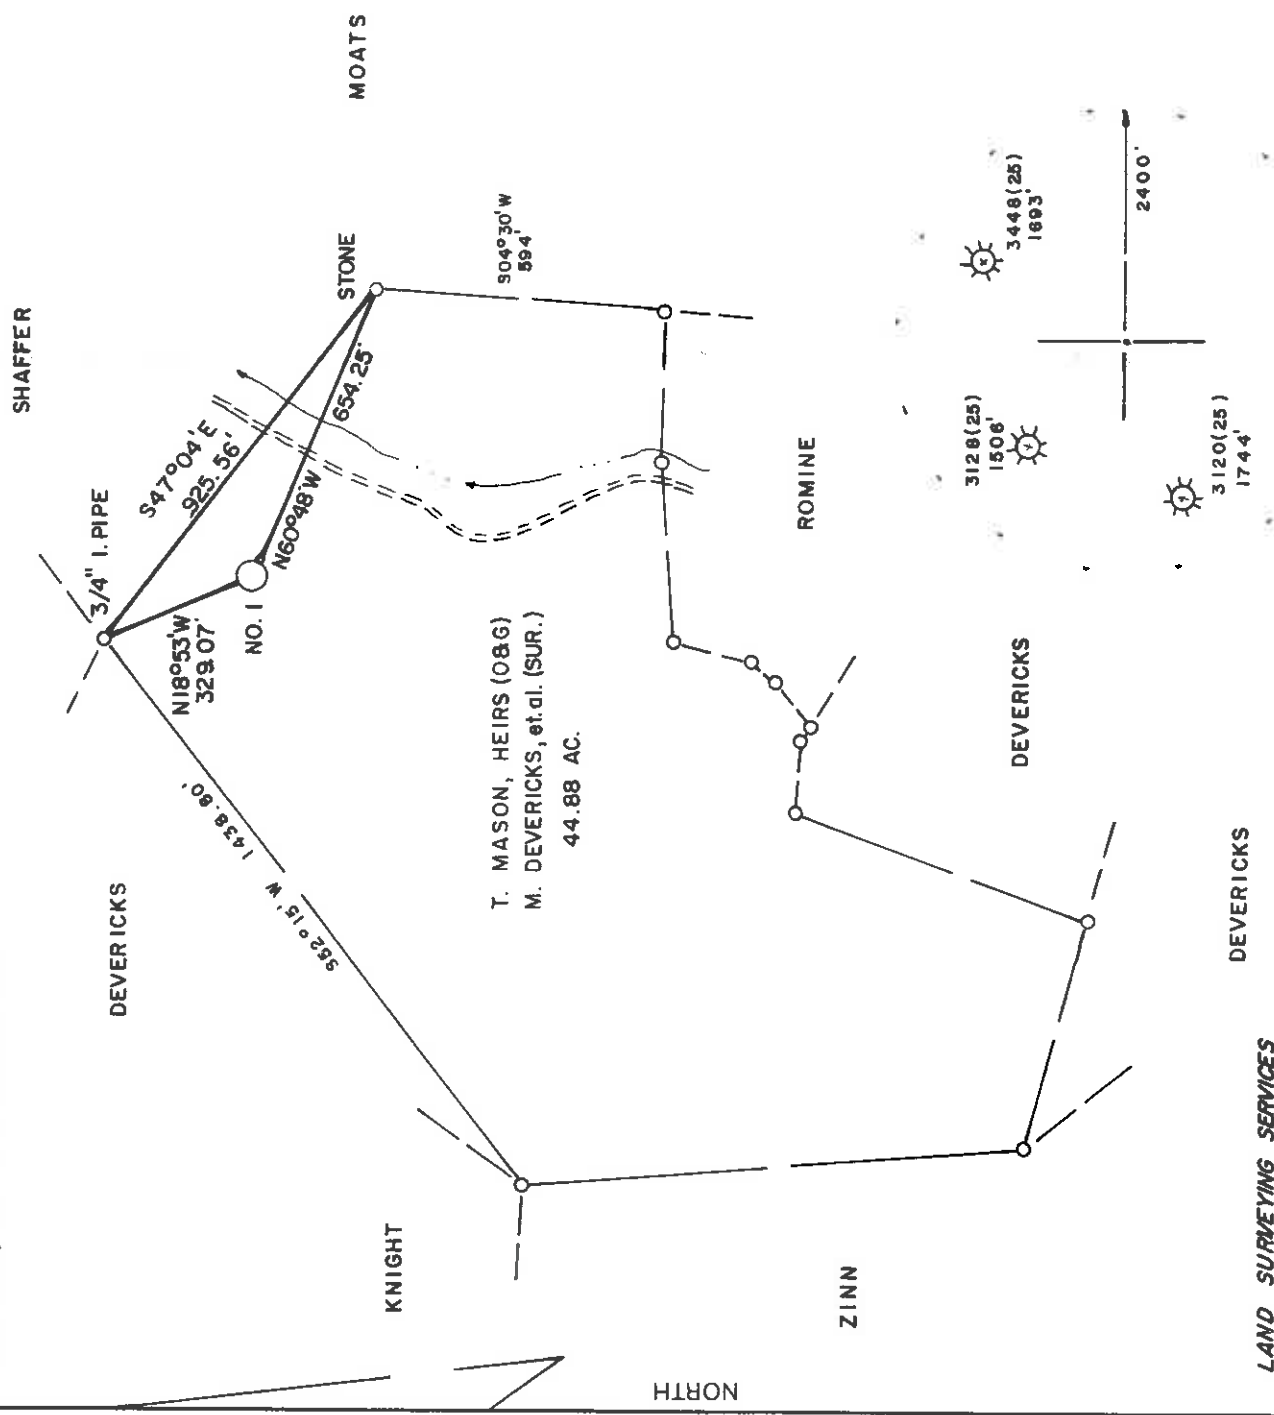 SHAFFER
MOATS
3/4" I. PIPE
S47°04'E
925.56'
STONE
N18°53'W
329.07'
NO. 1
N60°48'W
654.25'
S04°30'W
594'
S52°15'W 1438.80'
DEVERICKS
T. MASON, HEIRS (O&G)
M. DEVERICKS, et.al. (SUR.)
44.88 AC.
ROMINE
KNIGHT
ZINN
DEVERICKS
DEVERICKS
3128(25)
1506'
3448(25)
1693'
3120(25)
1744'
2400'
NORTH
LAND SURVEYING SERVICES